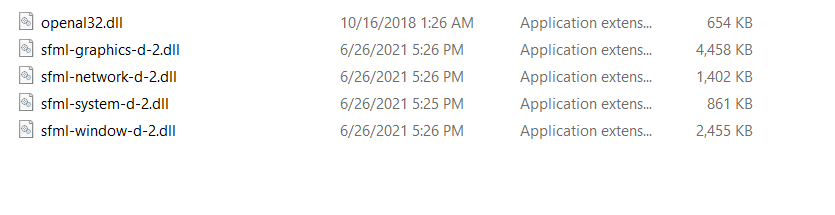 openal32.dll 10/16/2018 1:26 AM Application extens... 654 KB
sfml-graphics-d-2.dll 6/26/2021 5:26 PM Application extens... 4,458 KB
sfml-network-d-2.dll 6/26/2021 5:26 PM Application extens... 1,402 KB
sfml-system-d-2.dll 6/26/2021 5:25 PM Application extens... 861 KB
sfml-window-d-2.dll 6/26/2021 5:26 PM Application extens... 2,455 KB